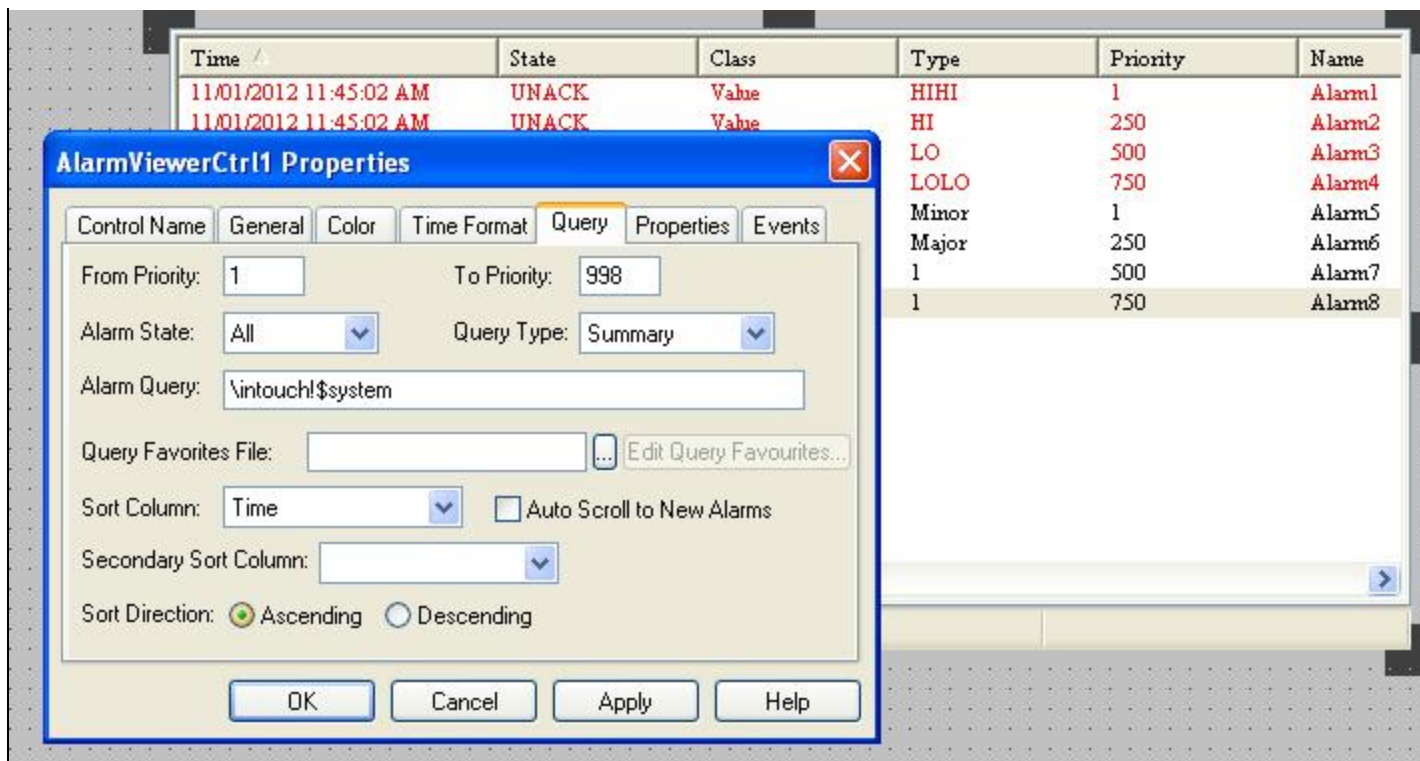 Time State Class Type Priority Name
11/01/2012 11:45:02 AM UNACK Value HIHI 1 Alarm1
11/01/2012 11:45:02 AM UNACK Value HI 250 Alarm2
LO 500 Alarm3
LOLO 750 Alarm4
Minor 1 Alarm5
Major 250 Alarm6
1 500 Alarm7
1 750 Alarm8
AlarmViewerCtrl1 Properties
Control Name General Color Time Format Query Properties Events
From Priority: 1 To Priority: 998
Alarm State: All Query Type: Summary
Alarm Query: \intouch!$system
Query Favorites File: ... Edit Query Favourites...
Sort Column: Time Auto Scroll to New Alarms
Secondary Sort Column:
Sort Direction: Ascending Descending
OK Cancel Apply Help